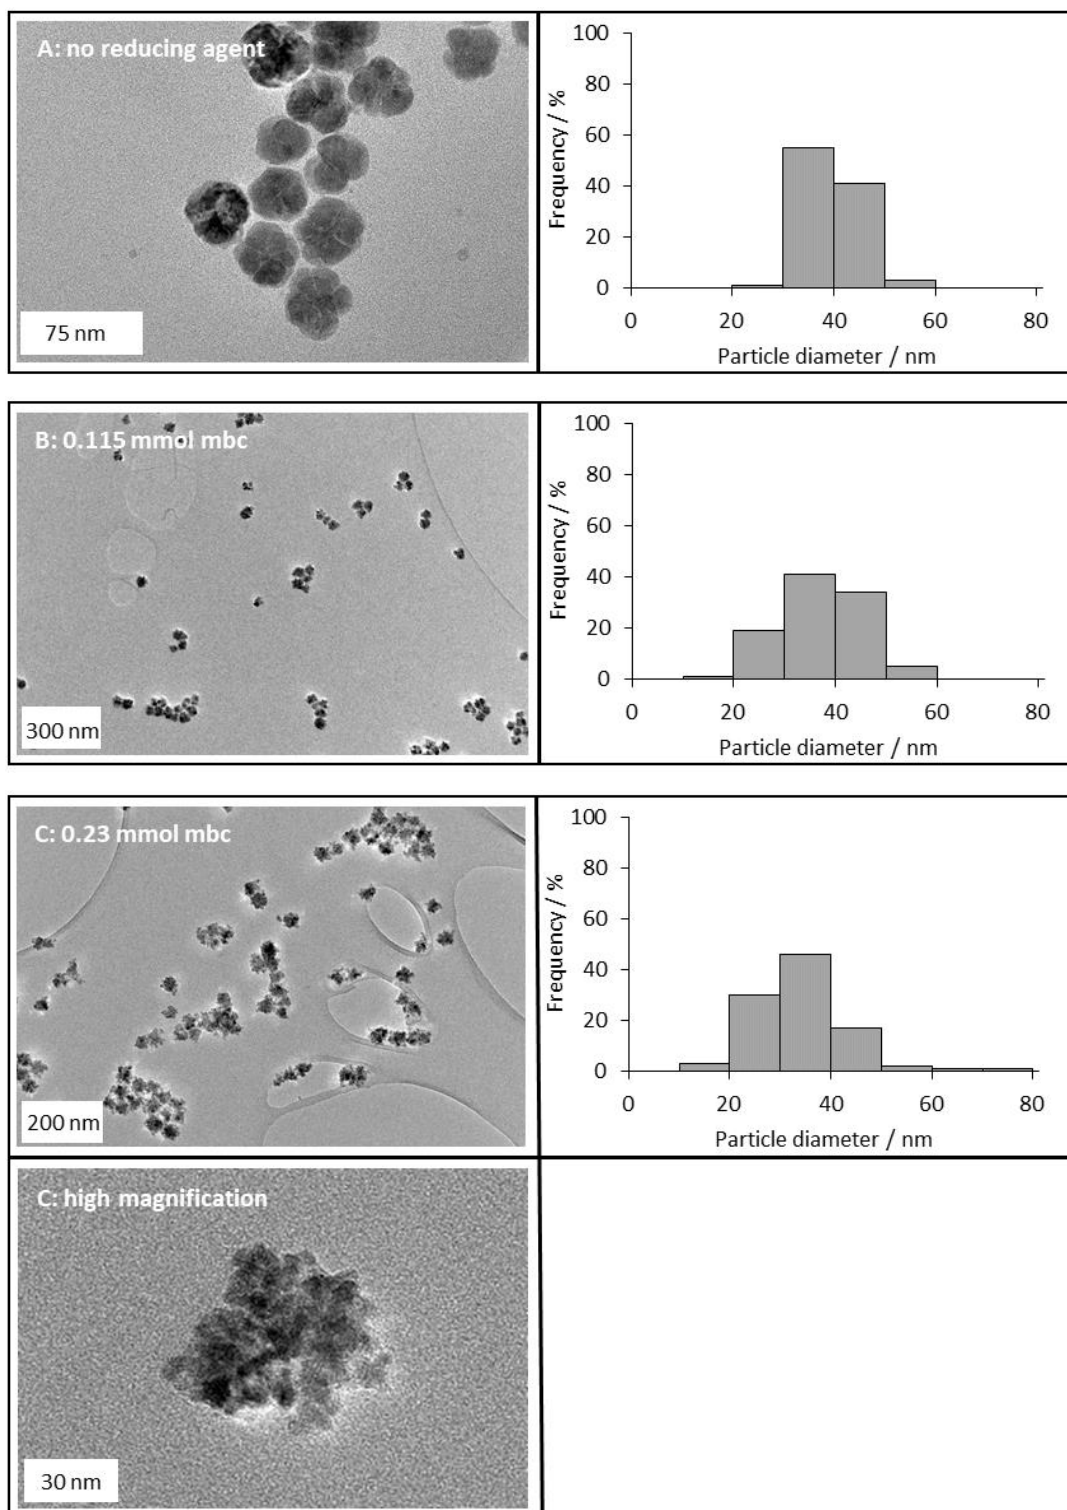 A: no reducing agent
75 nm
100
80
60
40
20
0
Frequency / %
0 20 40 60 80
Particle diameter / nm
B: 0.115 mmol mbc
300 nm
100
80
60
40
20
0
Frequency / %
0 20 40 60 80
Particle diameter / nm
C: 0.23 mmol mbc
200 nm
100
80
60
40
20
0
Frequency / %
0 20 40 60 80
Particle diameter / nm
C: high magnification
30 nm